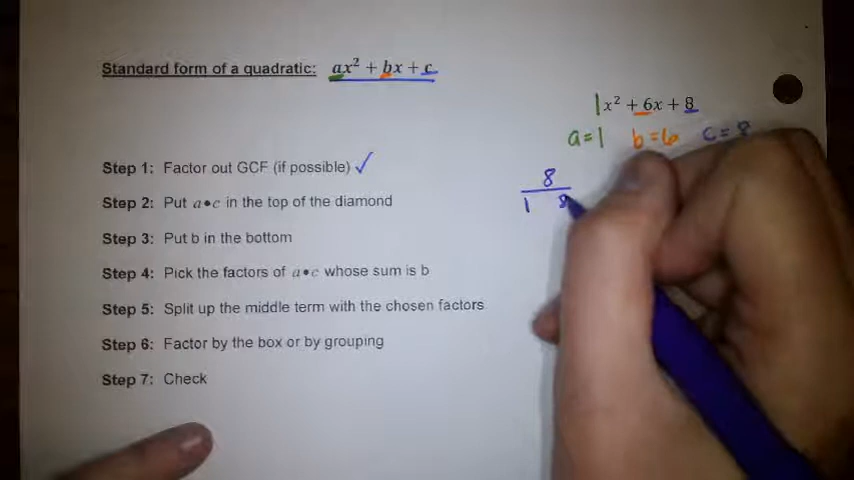 Standard form of a quadratic: ax² + bx + c
1x² + 6x + 8
a=1 b=6 c=8
Step 1: Factor out GCF (if possible) ✓
8
Step 2: Put a•c in the top of the diamond
1 8
Step 3: Put b in the bottom
Step 4: Pick the factors of a•c whose sum is b
Step 5: Split up the middle term with the chosen factors
Step 6: Factor by the box or by grouping
Step 7: Check